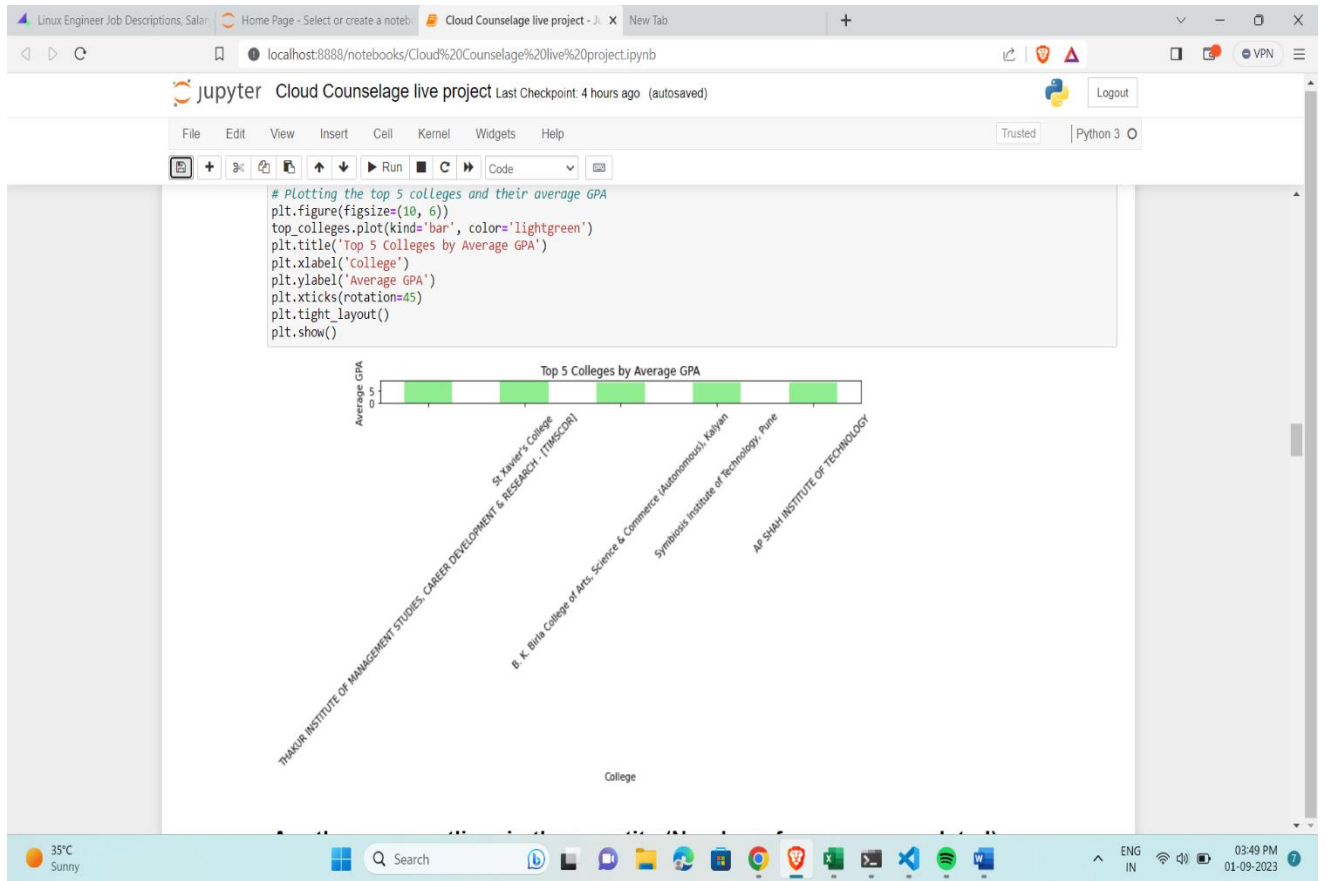 Linux Engineer Job Descriptions, Salar
Home Page - Select or create a noteb
Cloud Counselage live project - Ju
New Tab
localhost:8888/notebooks/Cloud%20Counselage%20live%20project.ipynb
VPN
jupyter Cloud Counselage live project Last Checkpoint: 4 hours ago (autosaved)
Logout
File Edit View Insert Cell Kernel Widgets Help
Trusted Python 3
Run Code
# Plotting the top 5 colleges and their average GPA
plt.figure(figsize=(10, 6))
top_colleges.plot(kind='bar', color='lightgreen')
plt.title('Top 5 Colleges by Average GPA')
plt.xlabel('College')
plt.ylabel('Average GPA')
plt.xticks(rotation=45)
plt.tight_layout()
plt.show()
Top 5 Colleges by Average GPA
Average GPA
5
0
THAKUR INSTITUTE OF MANAGEMENT STUDIES, CAREER DEVELOPMENT & RESEARCH - [TIMSCDR]
St Xavier's College
B. K. Birla College of Arts, Science & Commerce (Autonomous), Kalyan
Symbiosis Institute of Technology, Pune
AP SHAH INSTITUTE OF TECHNOLOGY
College
35°C
Sunny
Search
ENG
IN
03:49 PM
01-09-2023
7